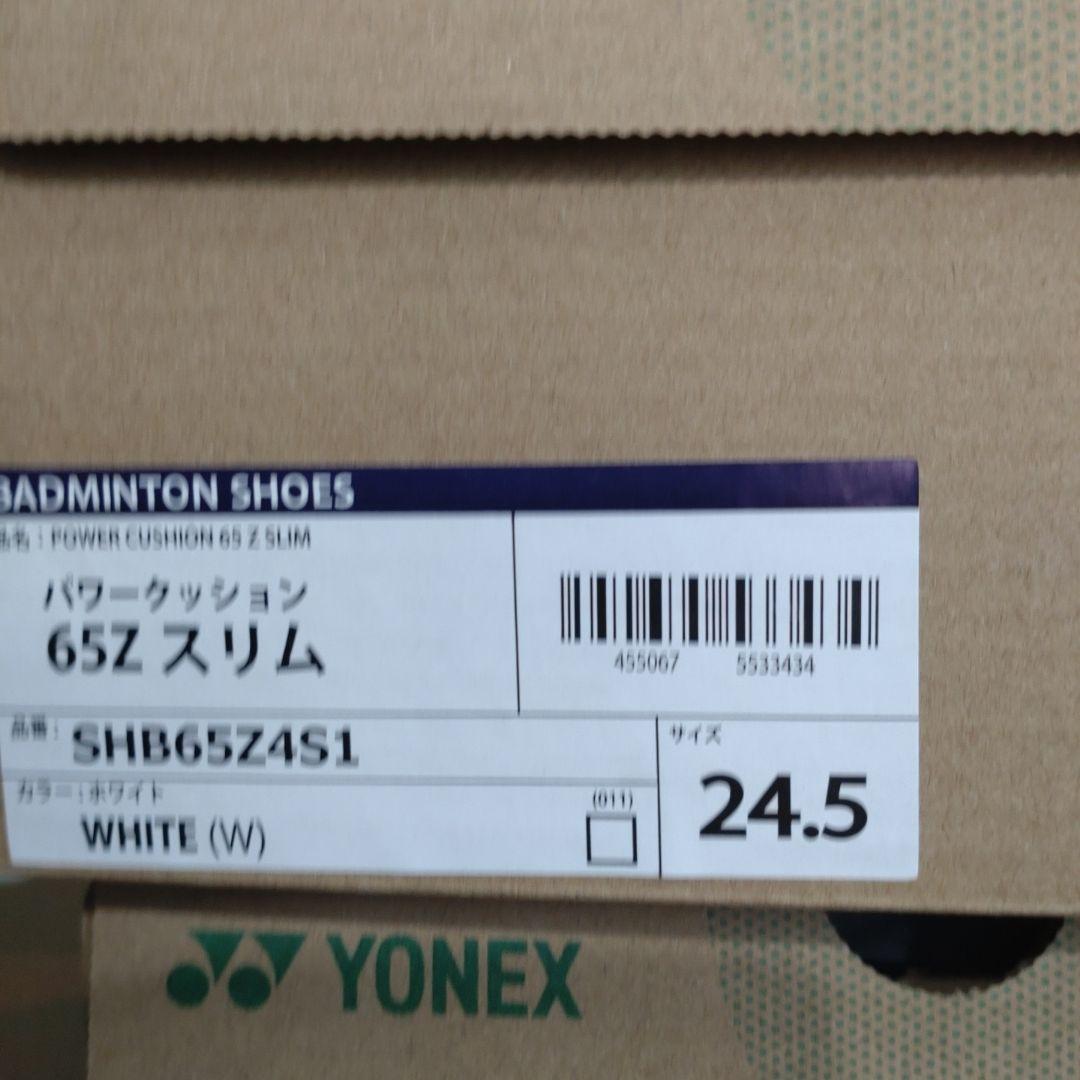 BADMINTON SHOES
品名：POWER CUSHION 65 Z SLIM
パワークッション
65Z スリム
455067 5533434
品番：SHB65Z4S1
カラー：ホワイト
WHITE (W)
(011)
サイズ
24.5
YONEX